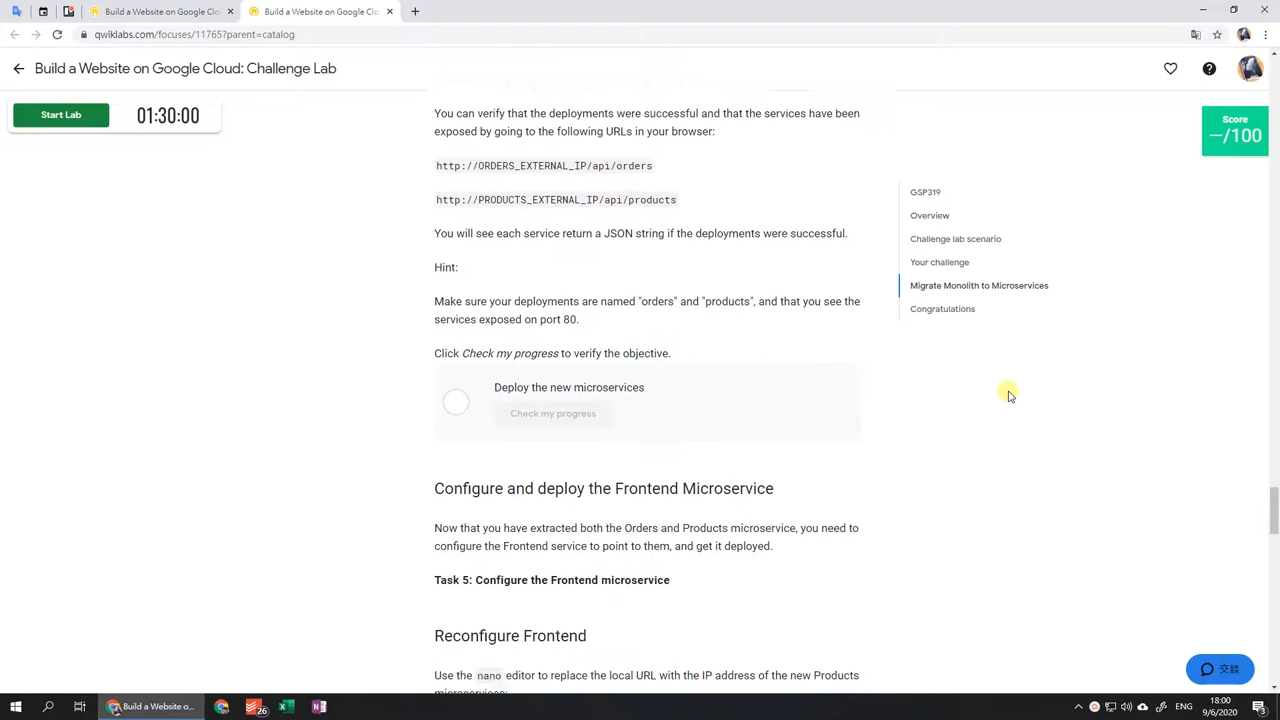 Build a Website on Google Clou
Build a Website on Google Clo
qwiklabs.com/focuses/11765?parent=catalog
Build a Website on Google Cloud: Challenge Lab
Start Lab
01:30:00
Score
—/100
You can verify that the deployments were successful and that the services have been
exposed by going to the following URLs in your browser:
http://ORDERS_EXTERNAL_IP/api/orders
http://PRODUCTS_EXTERNAL_IP/api/products
You will see each service return a JSON string if the deployments were successful.
Hint:
Make sure your deployments are named "orders" and "products", and that you see the
services exposed on port 80.
Click Check my progress to verify the objective.
Deploy the new microservices
Check my progress
Configure and deploy the Frontend Microservice
Now that you have extracted both the Orders and Products microservice, you need to
configure the Frontend service to point to them, and get it deployed.
Task 5: Configure the Frontend microservice
Reconfigure Frontend
Use the nano editor to replace the local URL with the IP address of the new Products
microservices:
GSP319
Overview
Challenge lab scenario
Your challenge
Migrate Monolith to Microservices
Congratulations
交談
Build a Website o...
26
ENG
18:00
9/6/2020
3